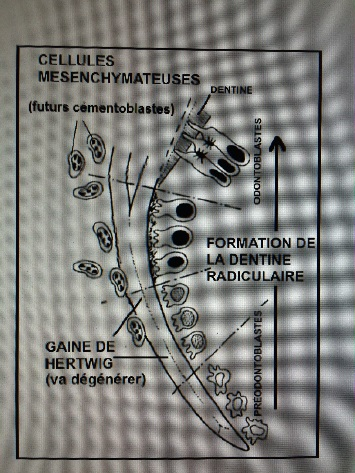 CELLULES
MESENCHYMATEUSES
(futurs cementoblastes)
DENTINE
ODONTOBLASTES
FORMATION DE
LA DENTINE
RADICULAIRE
GAINE DE
HERTWIG
(va dégénérer)
PREODONTOBLASTES